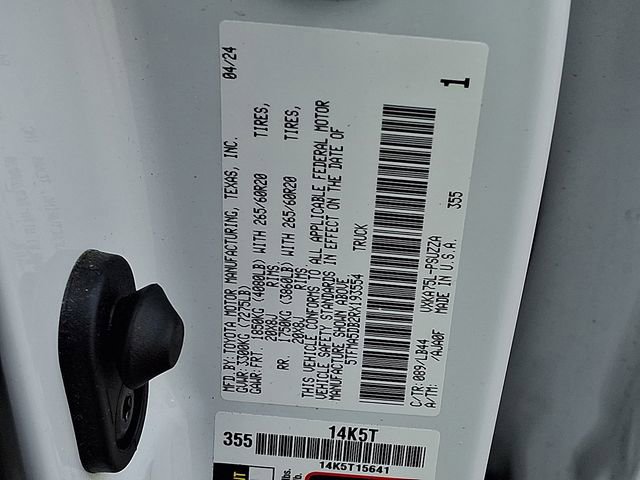 MFD.BY:TOYOTA MOTOR MANUFACTURING, TEXAS, INC. 04/24
GVWR: 3300KG (7275LB)
GAWR: FRT. 1850KG (4080LB) WITH 265/60R20 TIRES,
20X8J RIMS
RR. 1750KG (3860LB) WITH 265/60R20 TIRES,
20X8J RIMS
THIS VEHICLE CONFORMS TO ALL APPLICABLE FEDERAL MOTOR
VEHICLE SAFETY STANDARDS IN EFFECT ON THE DATE OF
MANUFACTURE SHOWN ABOVE.
5TFMA5DB2RX193554 TRUCK
1
C/TR: 089/LB44 VXKA75L-PSUZZA 355
A/TM: /AJA0F MADE IN U.S.A.
355 14K5T
14K5T15641